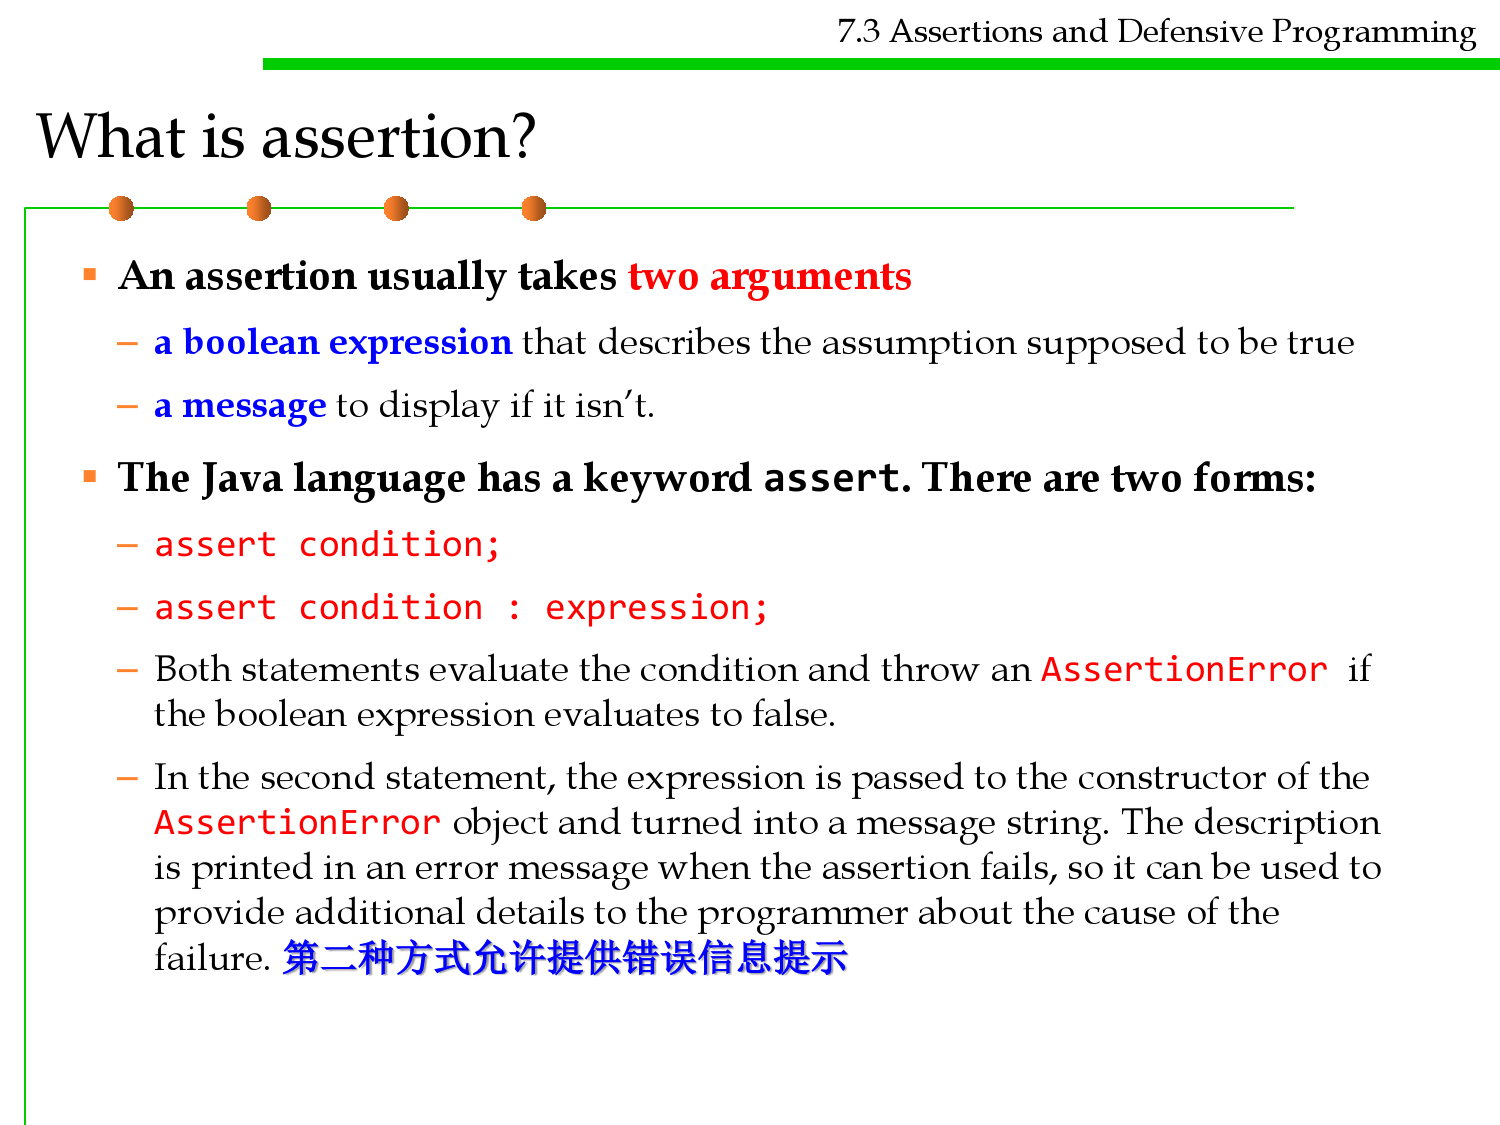 7.3 Assertions and Defensive Programming
What is assertion?
▪ An assertion usually takes two arguments
– a boolean expression that describes the assumption supposed to be true
– a message to display if it isn’t.
▪ The Java language has a keyword assert. There are two forms:
– assert condition;
– assert condition : expression;
– Both statements evaluate the condition and throw an AssertionError if
the boolean expression evaluates to false.
– In the second statement, the expression is passed to the constructor of the
AssertionError object and turned into a message string. The description
is printed in an error message when the assertion fails, so it can be used to
provide additional details to the programmer about the cause of the
failure. 第二种方式允许提供错误信息提示